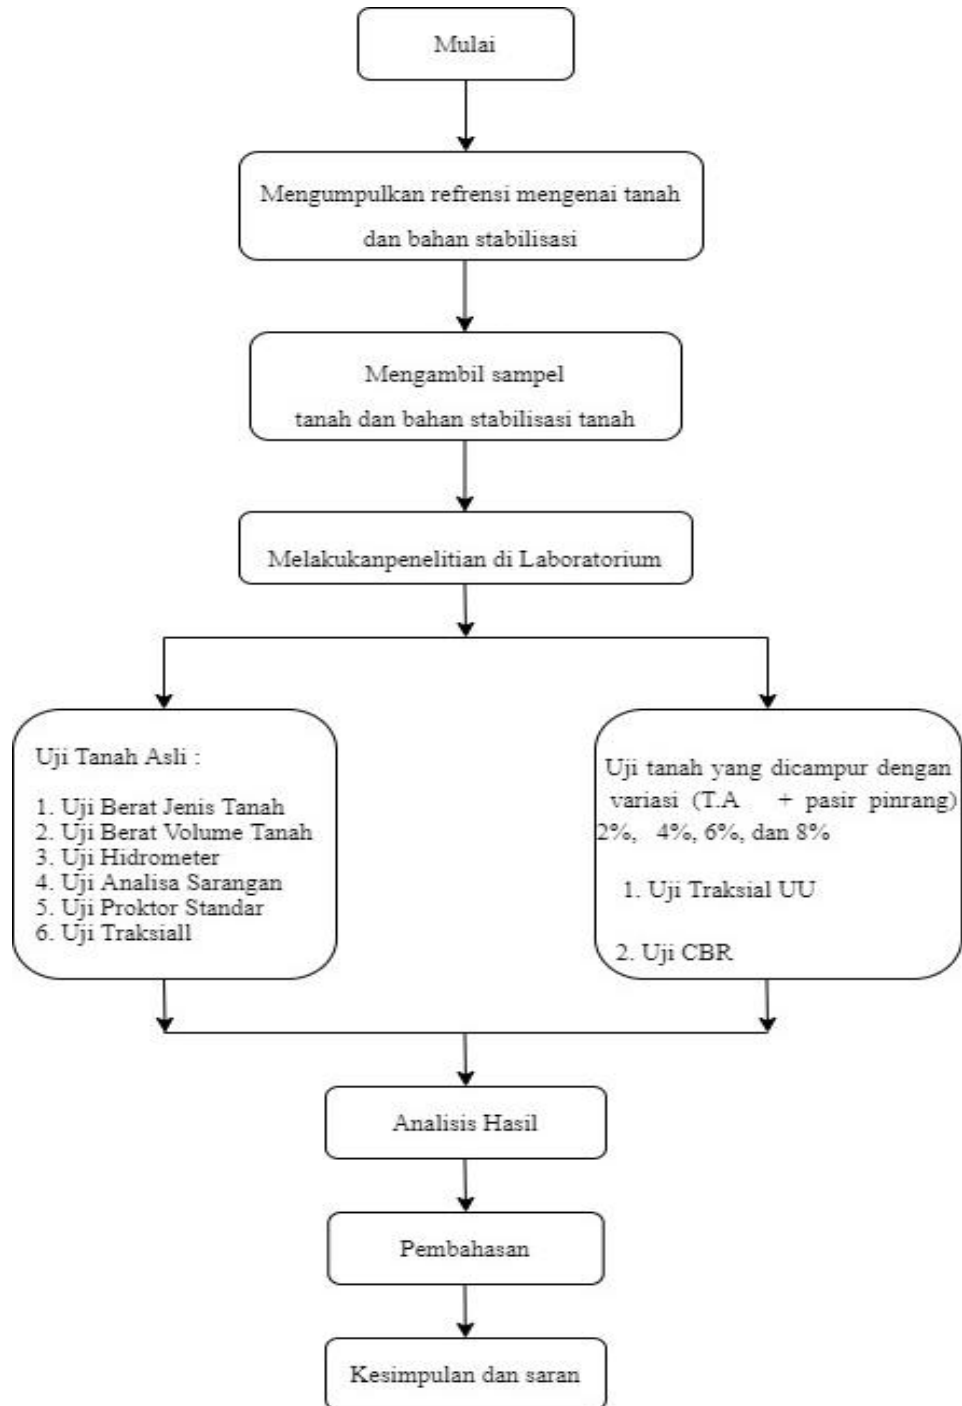 Mulai
Mengumpulkan refrensi mengenai tanah
dan bahan stabilisasi
Mengambil sampel
tanah dan bahan stabilisasi tanah
Melakukanpenelitian di Laboratorium
Uji Tanah Asli :
1. Uji Berat Jenis Tanah
2. Uji Berat Volume Tanah
3. Uji Hidrometer
4. Uji Analisa Sarangan
5. Uji Proktor Standar
6. Uji Traksiall
Uji tanah yang dicampur dengan
variasi (T.A + pasir pinrang)
2%, 4%, 6%, dan 8%
1. Uji Traksial UU
2. Uji CBR
Analisis Hasil
Pembahasan
Kesimpulan dan saran